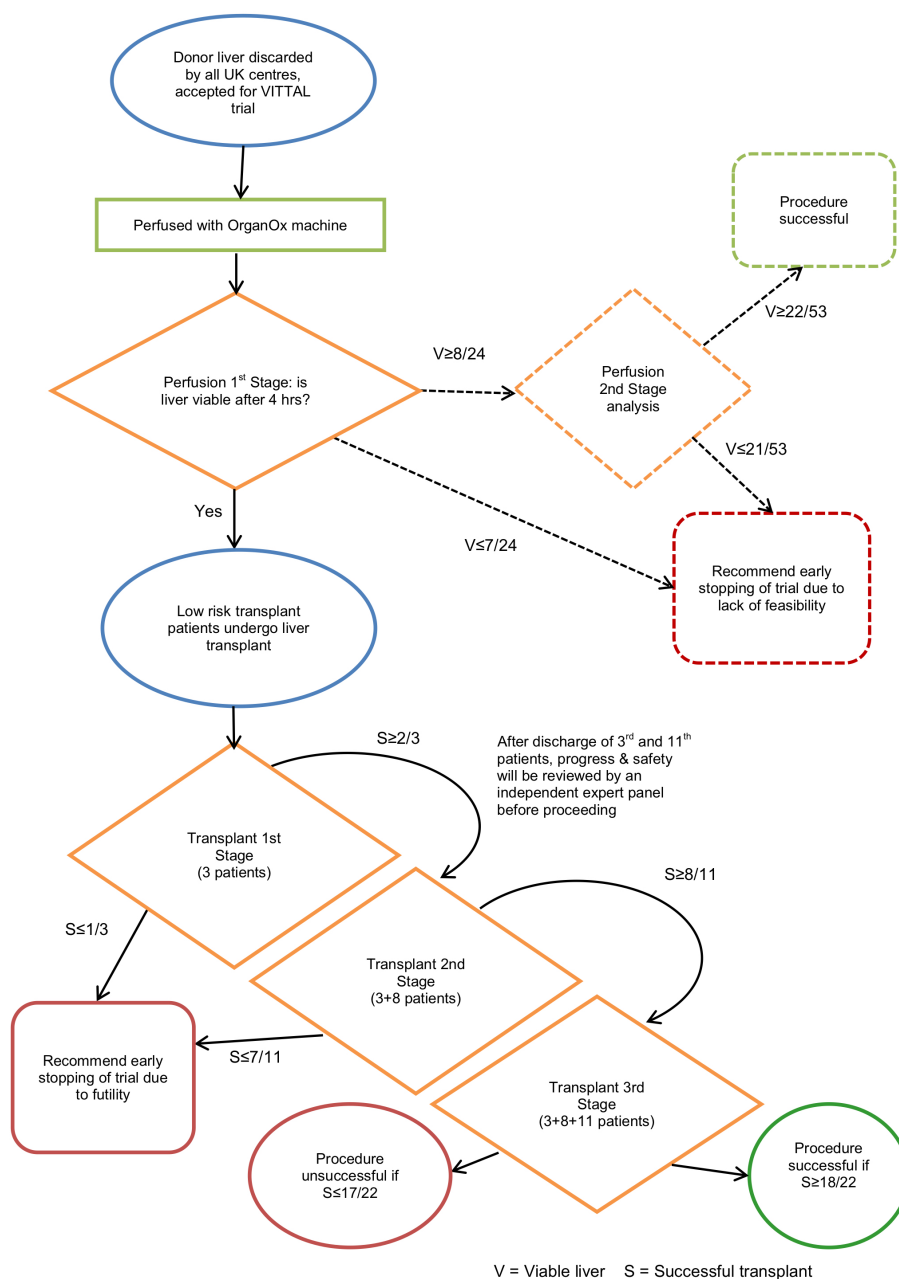 Donor liver discarded
by all UK centres,
accepted for VITTAL
trial
Procedure
successful
Perfused with OrganOx machine
V≥22/53
V≥8/24
Perfusion 1st Stage: is
liver viable after 4 hrs?
Perfusion
2nd Stage
analysis
V≤21/53
Yes
V≤7/24
Recommend early
stopping of trial due to
lack of feasibility
Low risk transplant
patients undergo liver
transplant
S≥2/3
After discharge of 3rd and 11th
patients, progress & safety
will be reviewed by an
independent expert panel
before proceeding
Transplant 1st
Stage
(3 patients)
S≥8/11
S≤1/3
Transplant 2nd
Stage
(3+8 patients)
S≤7/11
Recommend early
stopping of trial due
to futility
Transplant 3rd
Stage
(3+8+11 patients)
Procedure
unsuccessful if
S≤17/22
Procedure
successful if
S≥18/22
V = Viable liver S = Successful transplant